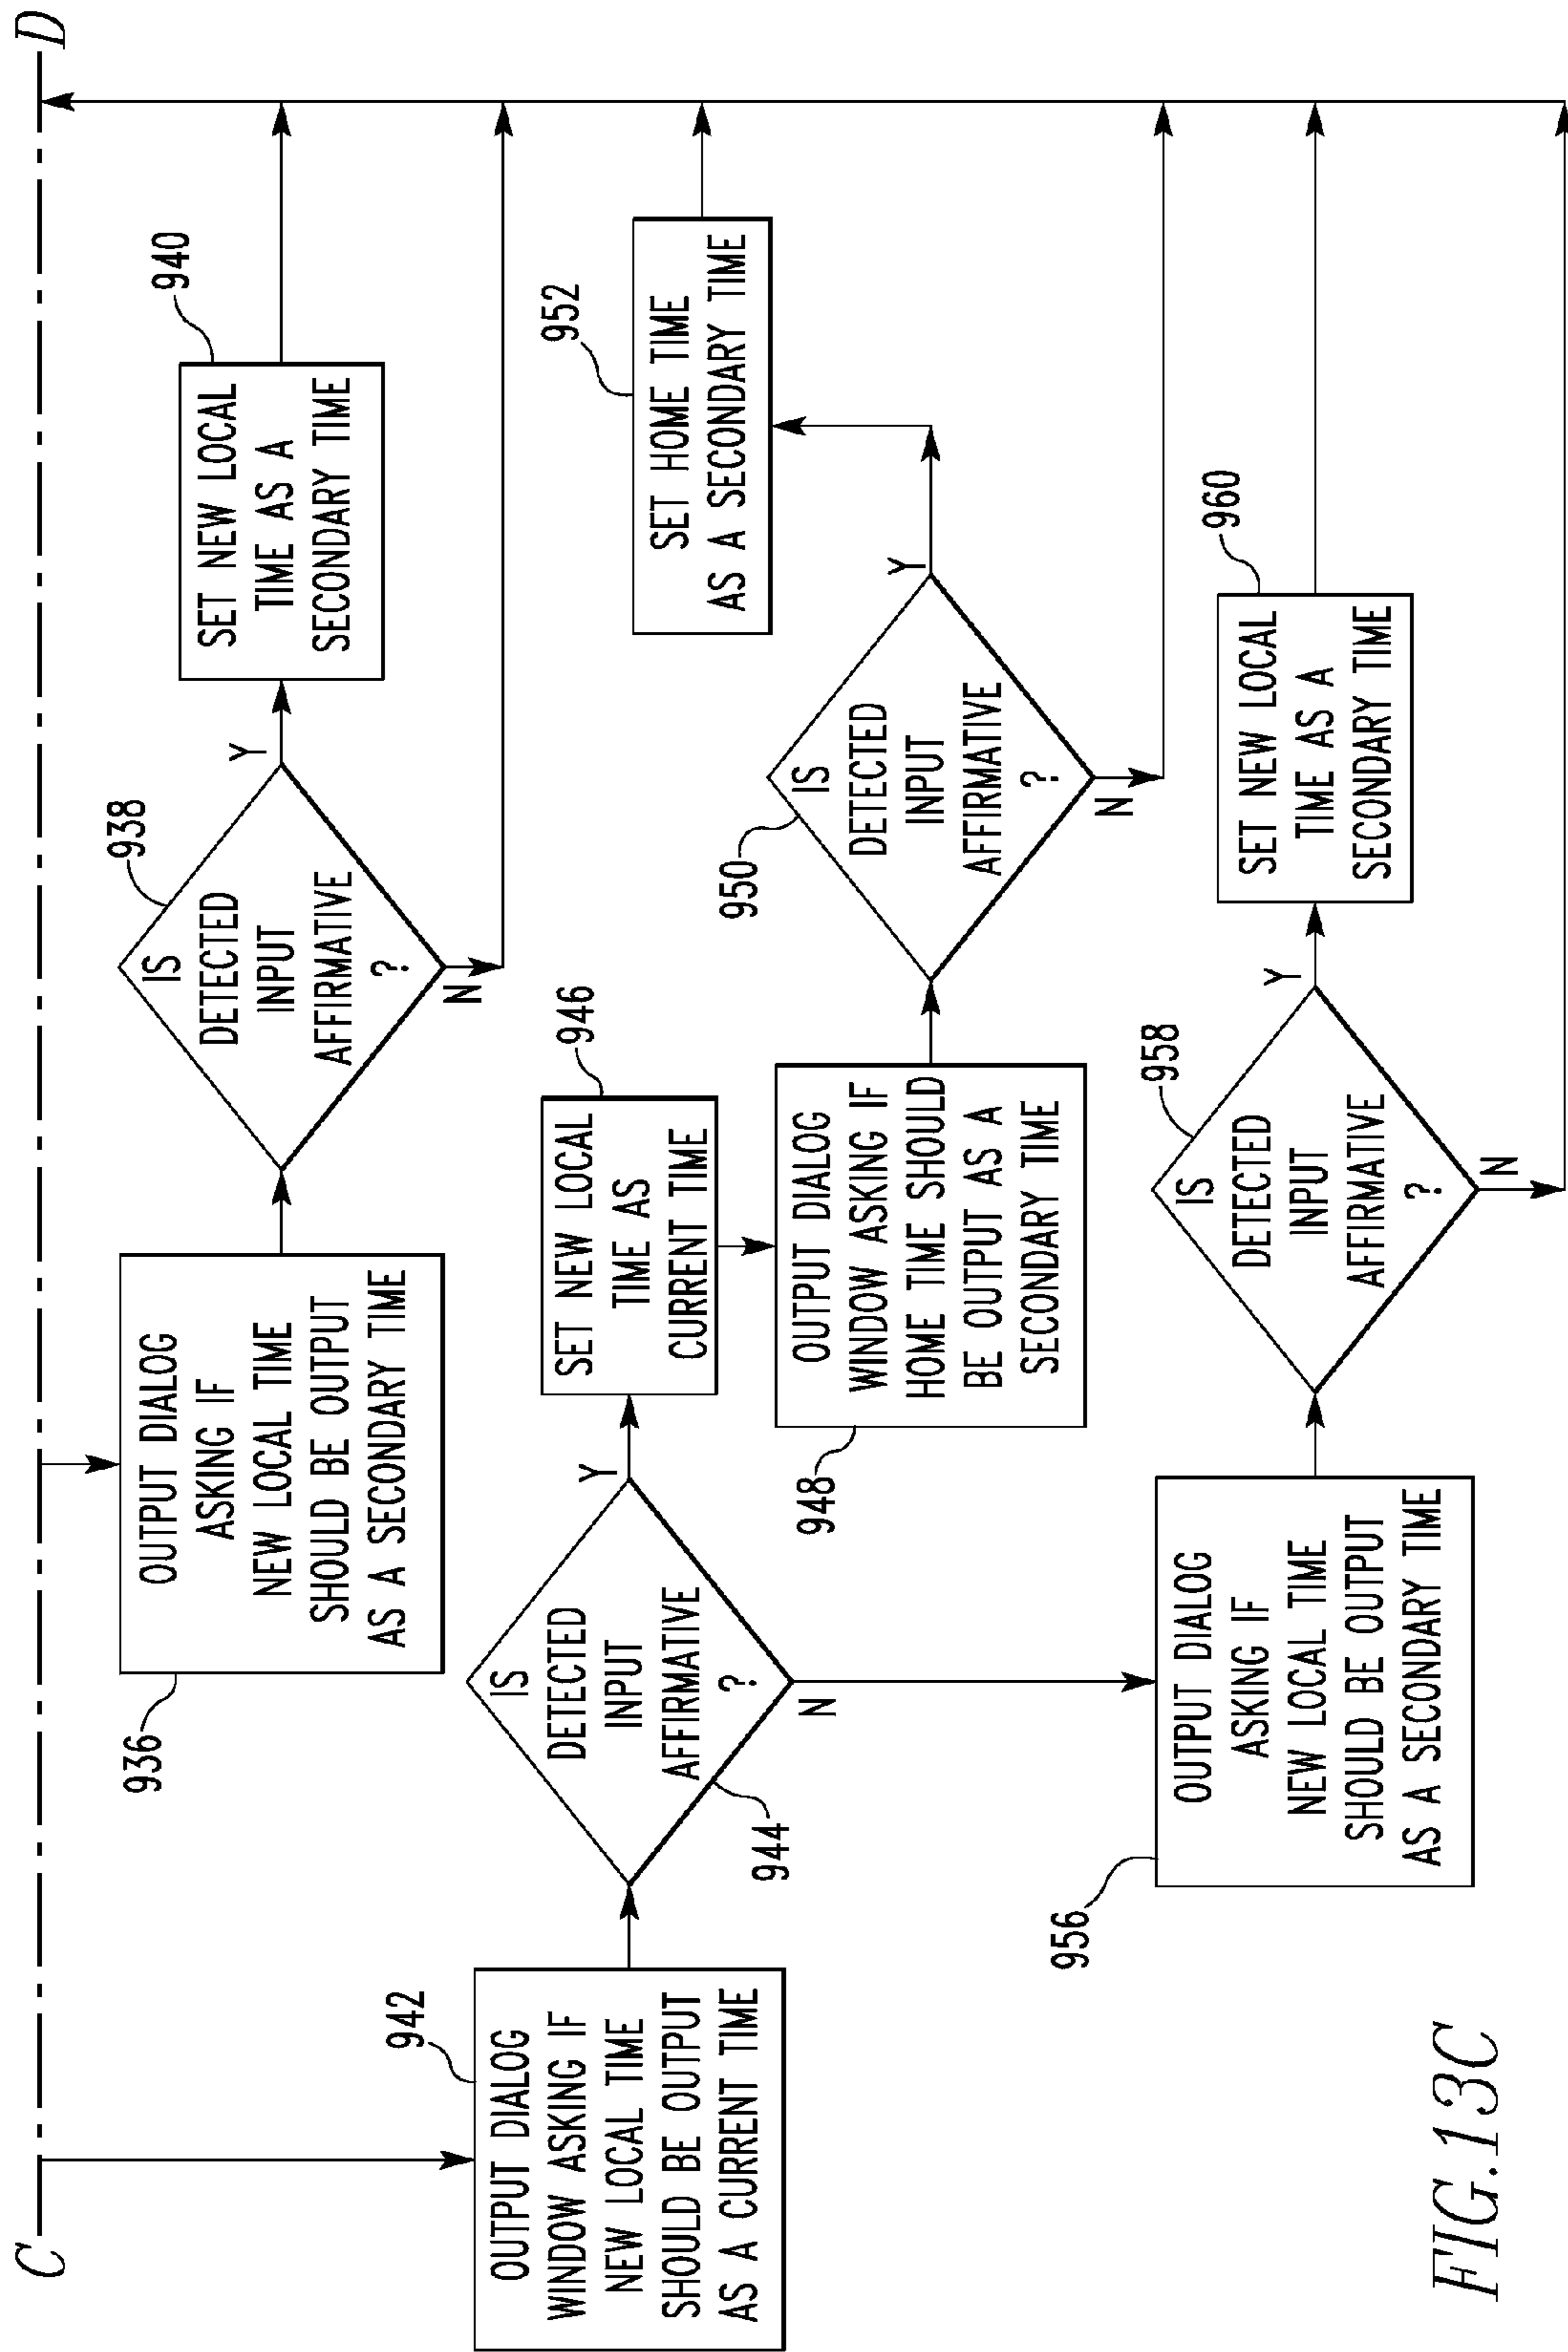 C
D
OUTPUT DIALOG
ASKING IF
NEW LOCAL TIME
SHOULD BE OUTPUT
AS A SECONDARY TIME
936
IS
DETECTED
INPUT
AFFIRMATIVE
?
938
Y
N
SET NEW LOCAL
TIME AS A
SECONDARY TIME
940
OUTPUT DIALOG
WINDOW ASKING IF
NEW LOCAL TIME
SHOULD BE OUTPUT
AS A CURRENT TIME
942
IS
DETECTED
INPUT
AFFIRMATIVE
?
944
Y
N
SET NEW LOCAL
TIME AS
CURRENT TIME
946
OUTPUT DIALOG
WINDOW ASKING IF
HOME TIME SHOULD
BE OUTPUT AS A
SECONDARY TIME
948
IS
DETECTED
INPUT
AFFIRMATIVE
?
950
Y
N
SET HOME TIME
AS A SECONDARY TIME
952
OUTPUT DIALOG
ASKING IF
NEW LOCAL TIME
SHOULD BE OUTPUT
AS A SECONDARY TIME
956
IS
DETECTED
INPUT
AFFIRMATIVE
?
958
Y
N
SET NEW LOCAL
TIME AS A
SECONDARY TIME
960
FIG.13C